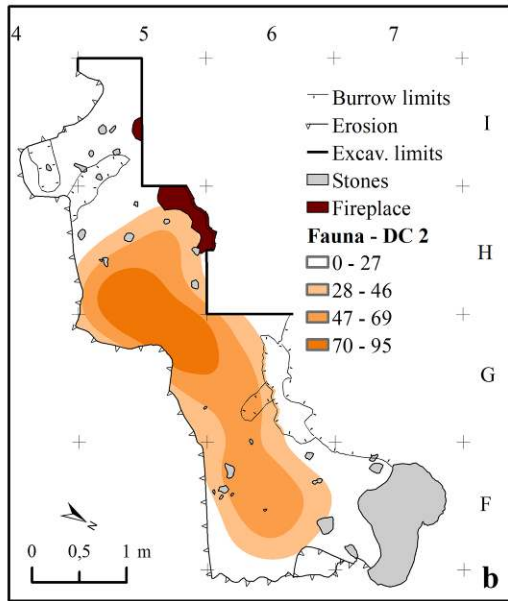 4 5 6 7
Burrow limits
I
Erosion
Excav. limits
Stones
Fireplace
Fauna - DC 2
H
0 - 27
28 - 46
47 - 69
70 - 95
G
F
N
0 0,5 1 m
b